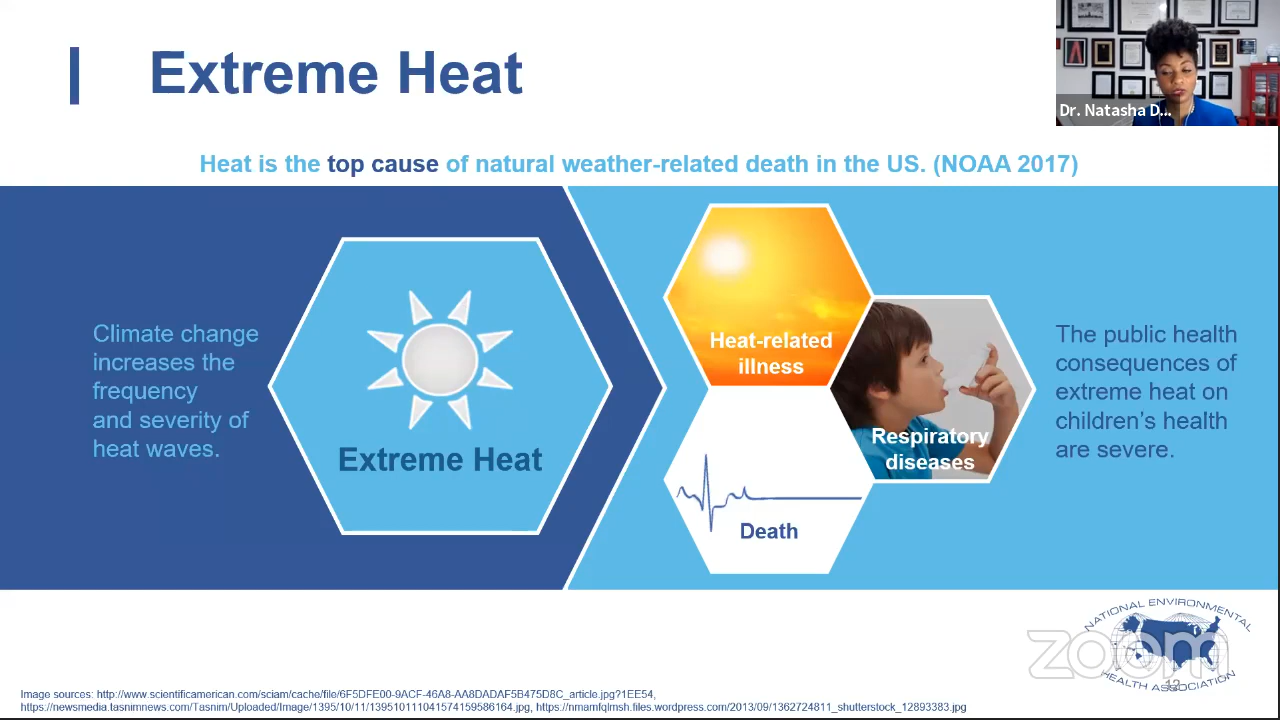 Extreme Heat
Dr. Natasha D...
Heat is the top cause of natural weather-related death in the US. (NOAA 2017)
Climate change
increases the
frequency
and severity of
heat waves.
Extreme Heat
Heat-related
illness
Respiratory
diseases
Death
The public health
consequences of
extreme heat on
children's health
are severe.
NATIONAL ENVIRONMENTAL
HEALTH ASSOCIATION
zoom
12
Image sources: http://www.scientificamerican.com/sciam/cache/file/6F5DFE00-9ACF-46A8-AA8DADAF5B475D8C_article.jpg?1EE54,
https://newsmedia.tasnimnews.com/Tasnim/Uploaded/Image/1395/10/11/139510111041574159586164.jpg, https://nmamfqlmsh.files.wordpress.com/2013/09/1362724811_shutterstock_12893383.jpg